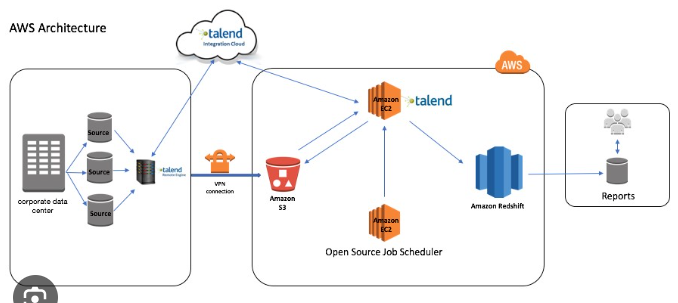 AWS Architecture
talend
Integration Cloud
AWS
Source
Source
Source
corporate data
center
talend
VPN
connection
Amazon
S3
Amazon
EC2
talend
Amazon
EC2
Open Source Job Scheduler
Amazon Redshift
Reports